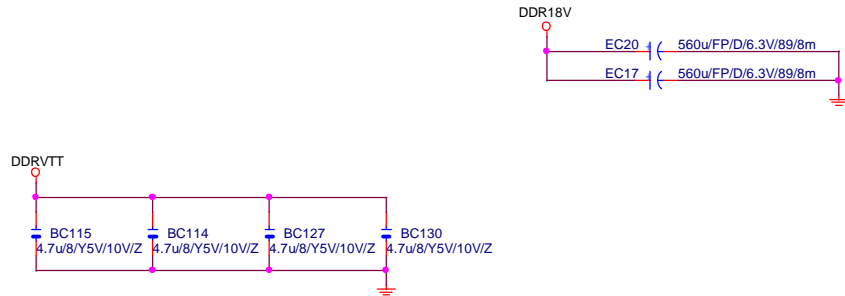 DDR18V
EC20 560u/FP/D/6.3V/89/8m
EC17 560u/FP/D/6.3V/89/8m
DDRVTT
BC115 BC114 BC127 BC130
4.7u/8/Y5V/10V/Z 4.7u/8/Y5V/10V/Z 4.7u/8/Y5V/10V/Z 4.7u/8/Y5V/10V/Z